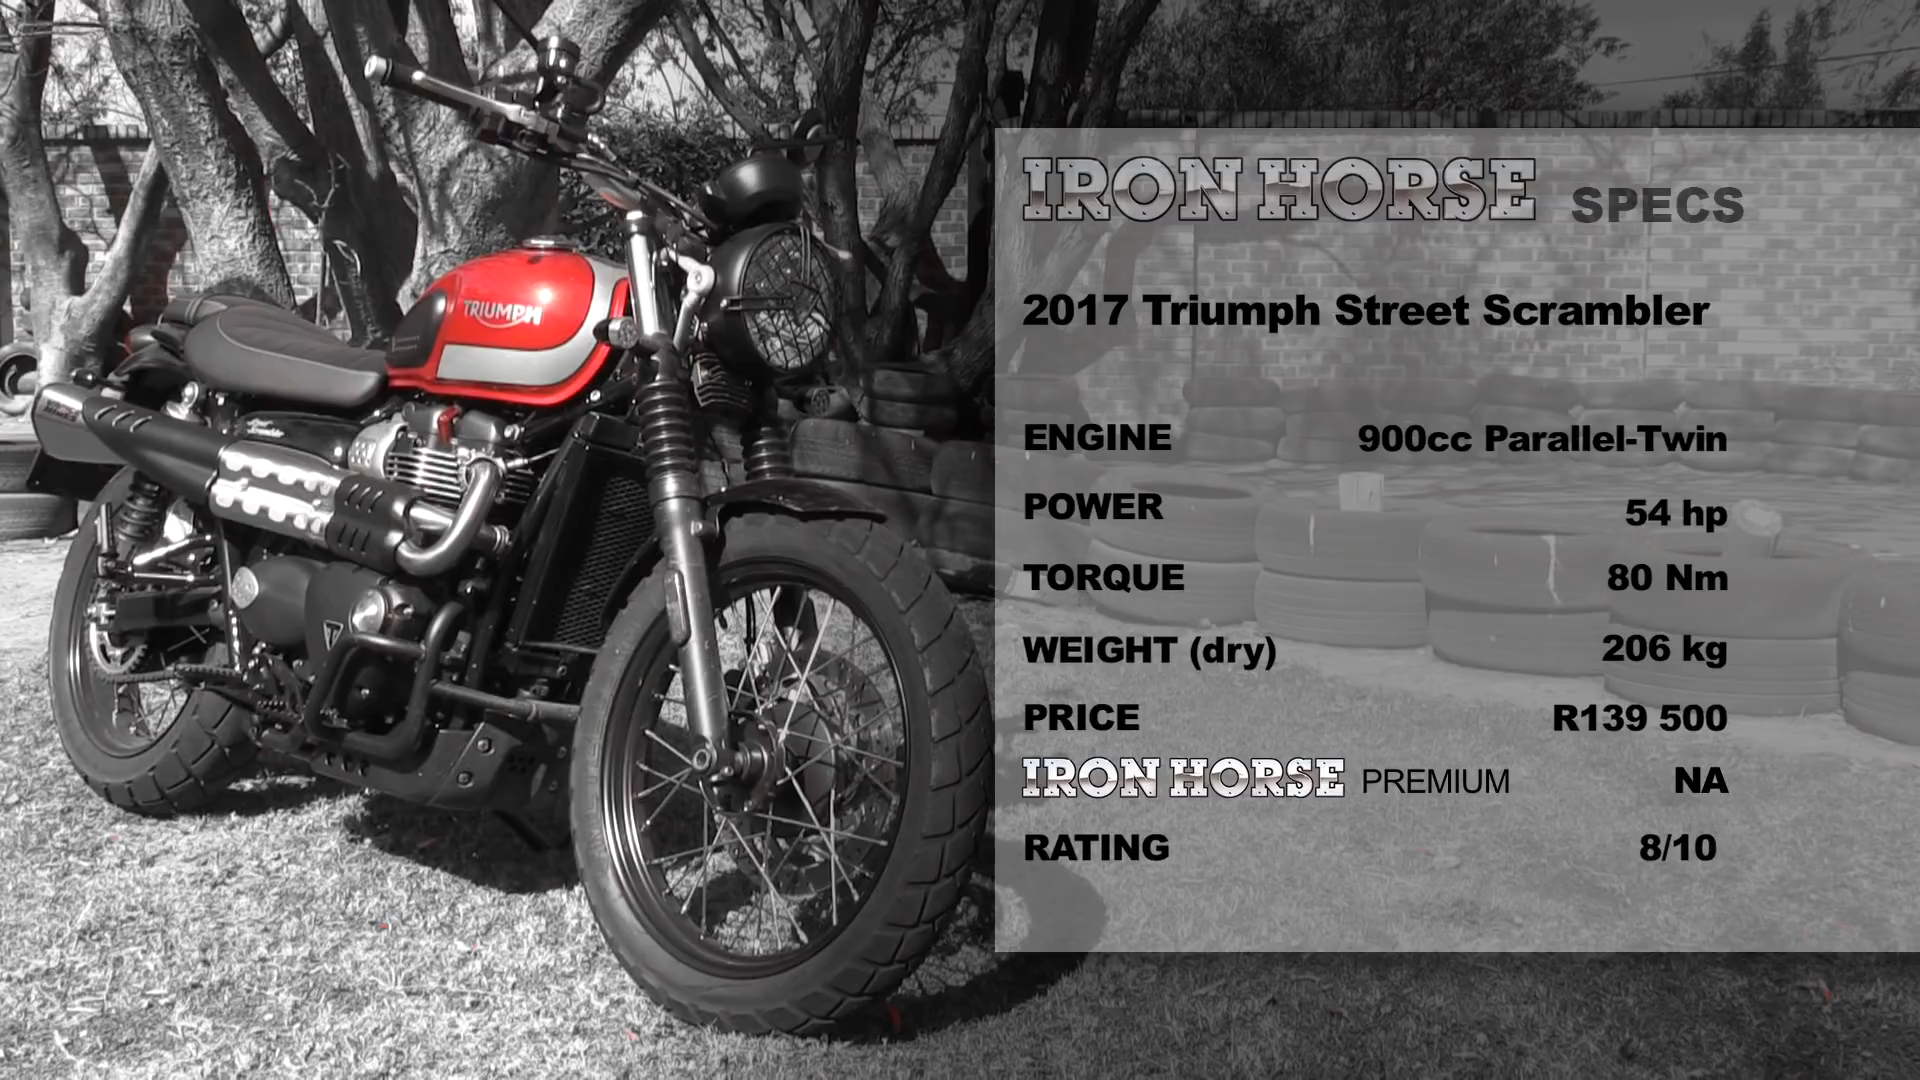 IRON HORSE SPECS
2017 Triumph Street Scrambler
ENGINE 900cc Parallel-Twin
POWER 54 hp
TORQUE 80 Nm
WEIGHT (dry) 206 kg
PRICE R139 500
IRON HORSE PREMIUM NA
RATING 8/10
TRIUMPH